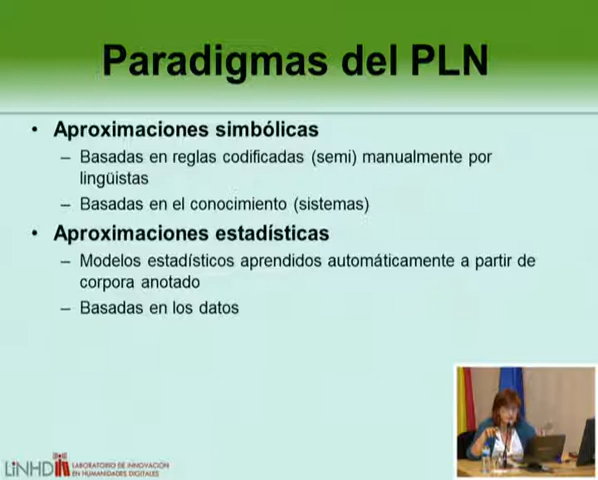 Paradigmas del PLN
• Aproximaciones simbólicas
– Basadas en reglas codificadas (semi) manualmente por
lingüistas
– Basadas en el conocimiento (sistemas)
• Aproximaciones estadísticas
– Modelos estadísticos aprendidos automáticamente a partir de
corpora anotado
– Basadas en los datos
LINHD
LABORATORIO DE INNOVACIÓN
EN HUMANIDADES DIGITALES